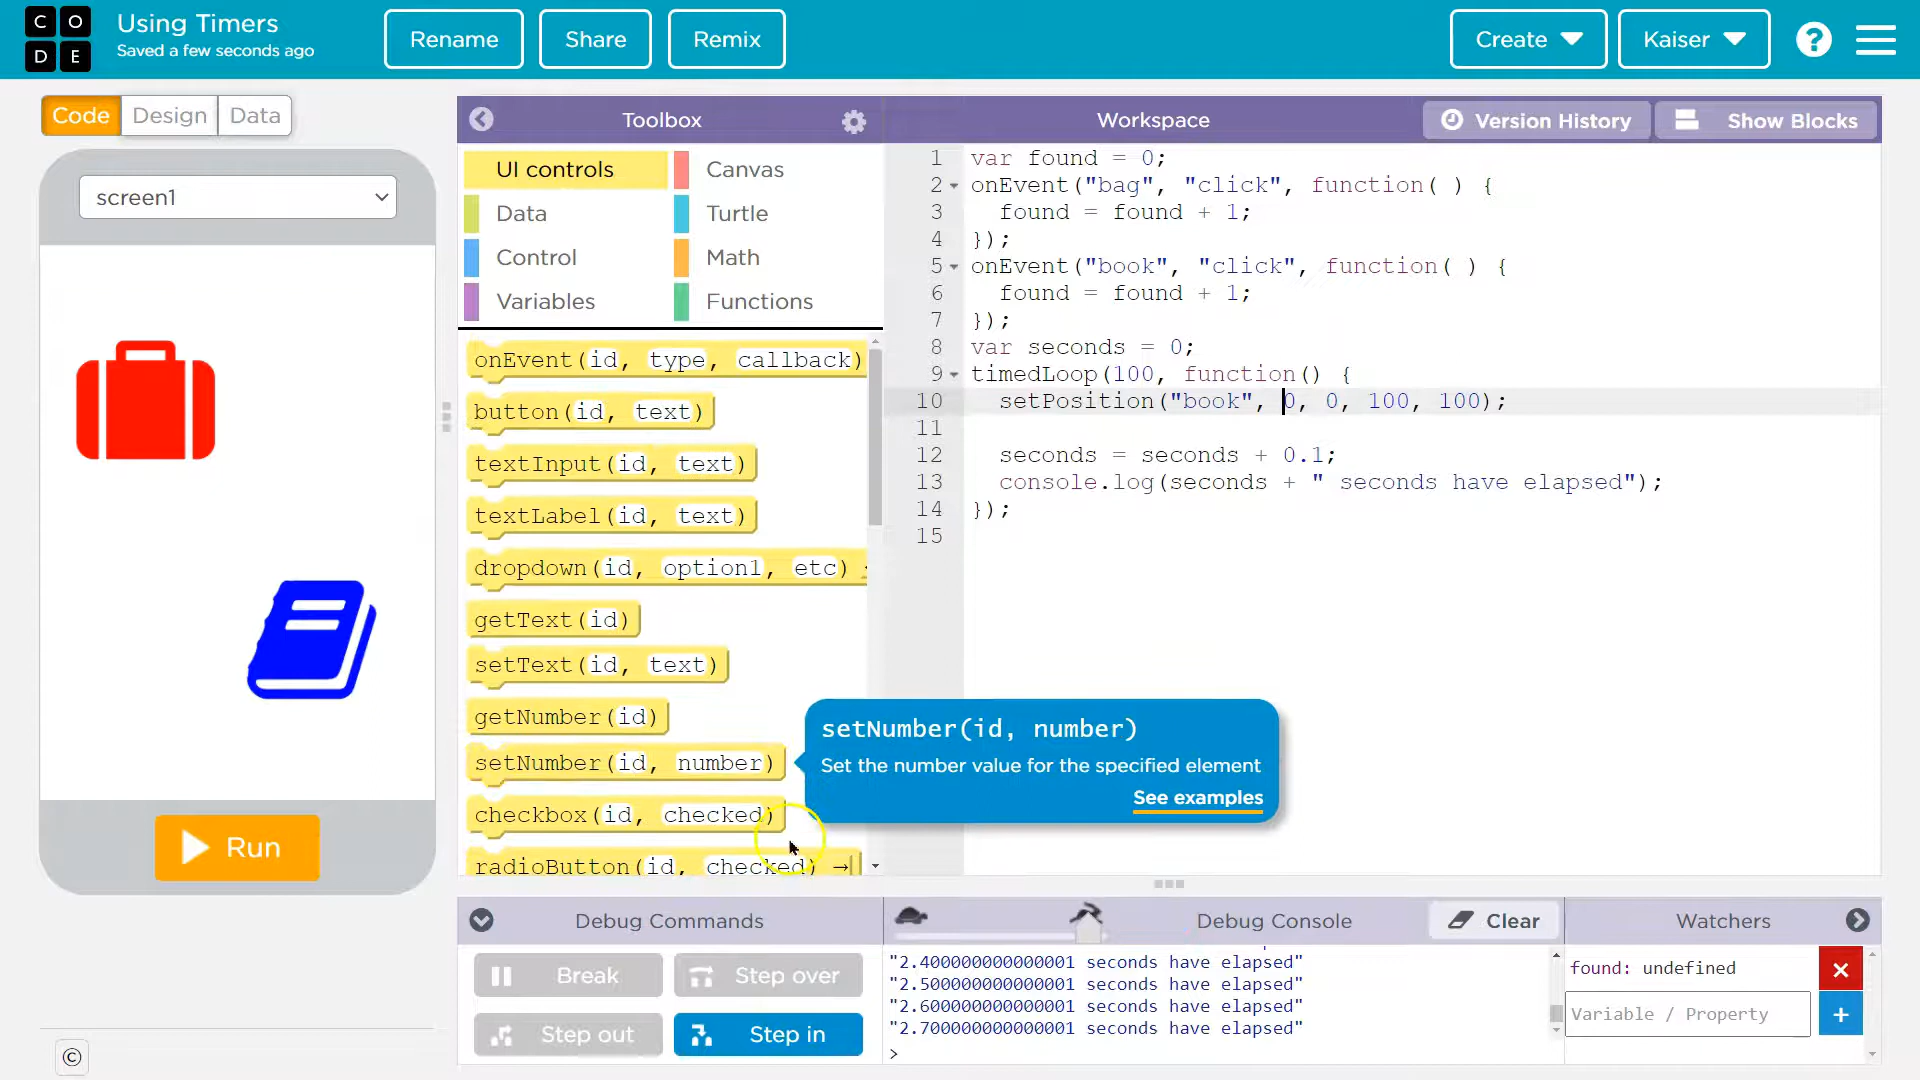 C O D E
Using Timers
Saved a few seconds ago
Rename
Share
Remix
Create
Kaiser
?
Code
Design
Data
screen1
Run
©
Toolbox
UI controls
Canvas
Data
Turtle
Control
Math
Variables
Functions
onEvent(id, type, callback)
button(id, text)
textInput(id, text)
textLabel(id, text)
dropdown(id, option1, etc)
getText(id)
setText(id, text)
getNumber(id)
setNumber(id, number)
checkbox(id, checked)
radioButton(id, checked)
setNumber(id, number)
Set the number value for the specified element
See examples
Workspace
Version History
Show Blocks
1 var found = 0;
2 onEvent("bag", "click", function( ) {
3 found = found + 1;
4 });
5 onEvent("book", "click", function( ) {
6 found = found + 1;
7 });
8 var seconds = 0;
9 timedLoop(100, function() {
10 setPosition("book", 0, 0, 100, 100);
11
12 seconds = seconds + 0.1;
13 console.log(seconds + " seconds have elapsed");
14 });
15
Debug Commands
Break
Step over
Step out
Step in
Debug Console
Clear
"2.400000000000001 seconds have elapsed"
"2.500000000000001 seconds have elapsed"
"2.600000000000001 seconds have elapsed"
"2.700000000000001 seconds have elapsed"
>
Watchers
found: undefined
Variable / Property